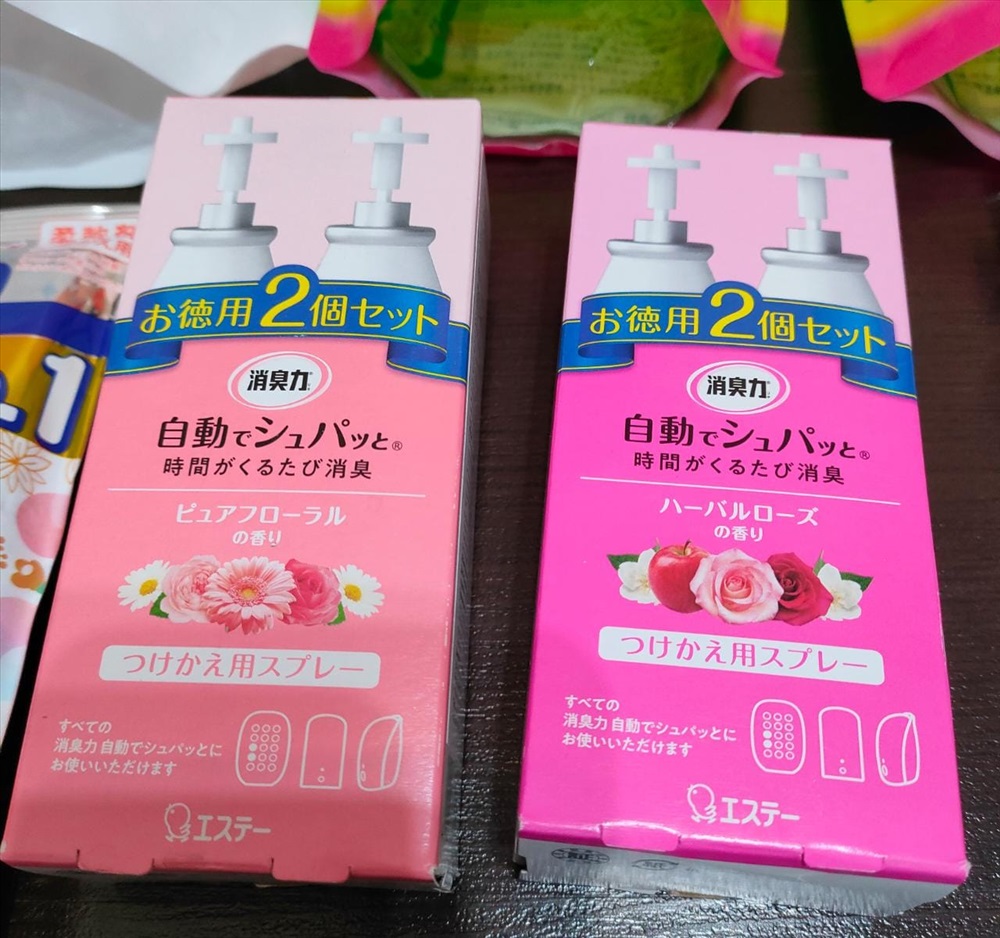 お徳用2個セット
消臭力
自動でシュパッと®
時間がくるたび消臭
ピュアフローラル
の香り
つけかえ用スプレー
すべての
消臭力 自動でシュパッとに
お使いいただけます
エステー
お徳用2個セット
消臭力
自動でシュパッと®
時間がくるたび消臭
ハーバルローズ
の香り
つけかえ用スプレー
すべての
消臭力 自動でシュパッとに
お使いいただけます
エステー
柔軟剤
1